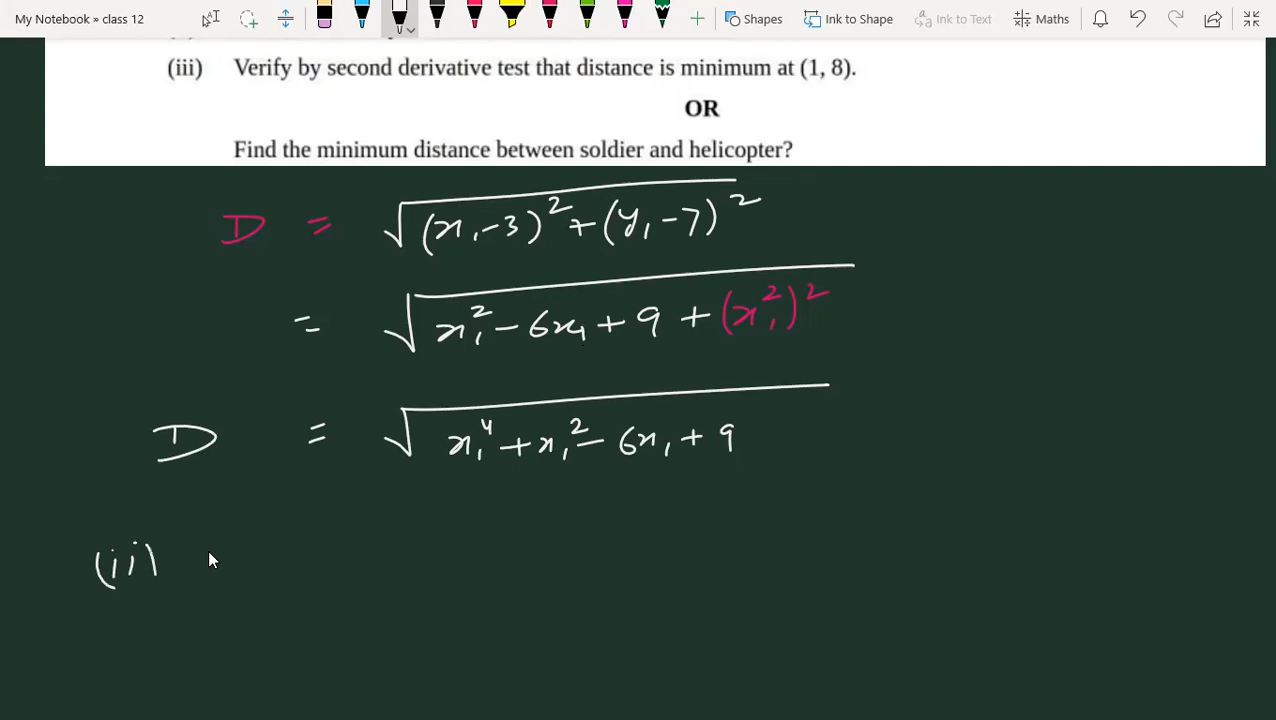 My Notebook » class 12
Shapes
Ink to Shape
Ink to Text
Maths
(iii) Verify by second derivative test that distance is minimum at (1, 8).
OR
Find the minimum distance between soldier and helicopter?
D = √((x₁-3)² + (y₁-7)²)
= √(x₁² - 6x₁ + 9 + (x₁²)²)
D = √(x₁⁴ + x₁² - 6x₁ + 9)
(ii)